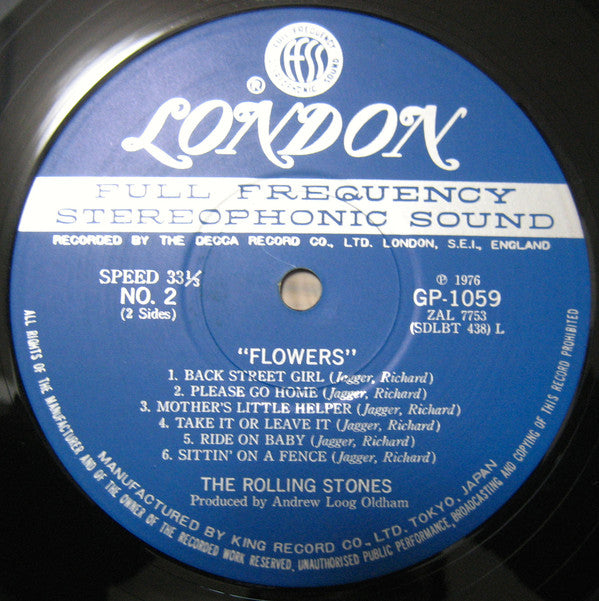 FULL FREQUENCY
ffss
STEREOPHONIC SOUND
® LONDON
FULL FREQUENCY
STEREOPHONIC SOUND
RECORDED BY THE DECCA RECORD CO., LTD. LONDON, S.E.I., ENGLAND
SPEED 33⅓
NO. 2
(2 Sides)
℗ 1976
GP-1059
ZAL 7753
(SDLBT 438) L
"FLOWERS"
1. BACK STREET GIRL (Jagger, Richard)
2. PLEASE GO HOME (Jagger, Richard)
3. MOTHER'S LITTLE HELPER (Jagger, Richard)
4. TAKE IT OR LEAVE IT (Jagger, Richard)
5. RIDE ON BABY (Jagger, Richard)
6. SITTIN' ON A FENCE (Jagger, Richard)
THE ROLLING STONES
Produced by Andrew Loog Oldham
MANUFACTURED BY KING RECORD CO., LTD. TOKYO, JAPAN
ALL RIGHTS OF THE MANUFACTURER AND OF THE OWNER OF THE RECORDED WORK RESERVED, UNAUTHORISED PUBLIC PERFORMANCE, BROADCASTING AND COPYING OF THIS RECORD PROHIBITED